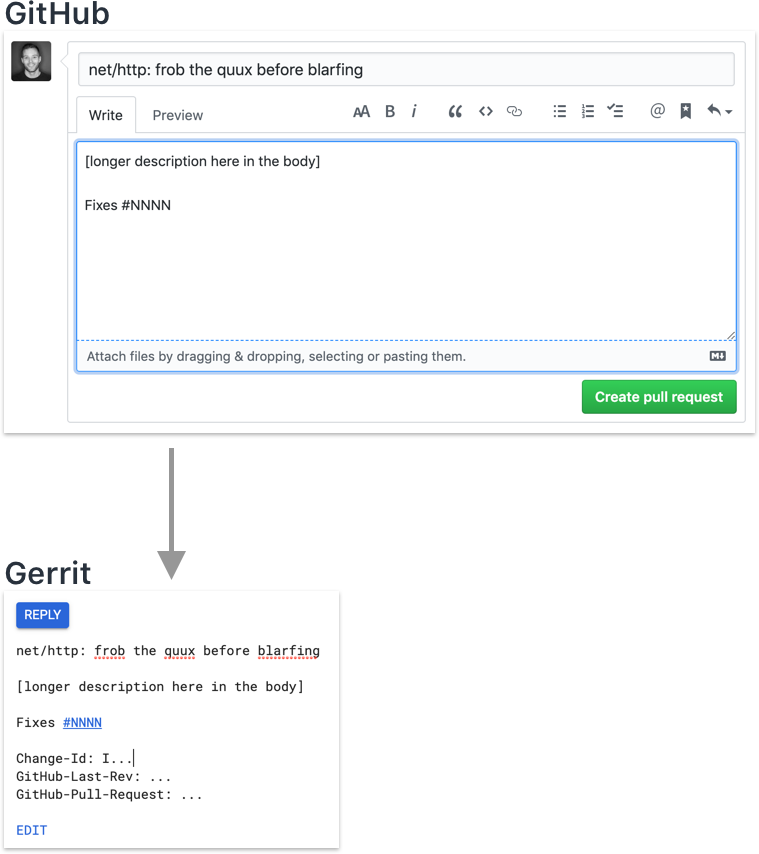 GitHub
net/http: frob the quux before blarfing
Write Preview AA B i “ <> @
[longer description here in the body]
Fixes #NNNN
Attach files by dragging & dropping, selecting or pasting them. M↓
Create pull request
Gerrit
REPLY
net/http: frob the quux before blarfing
[longer description here in the body]
Fixes #NNNN
Change-Id: I...
GitHub-Last-Rev: ...
GitHub-Pull-Request: ...
EDIT